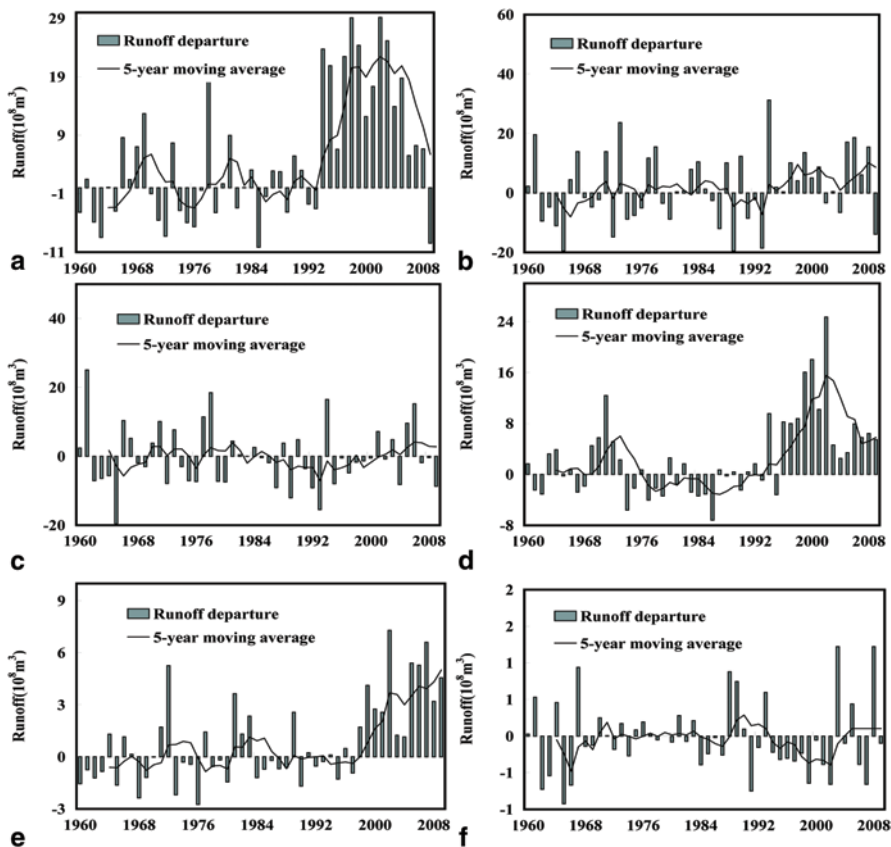 29
19
9
-1
-11
Runoff(10⁸m³)
Runoff departure
5-year moving average
1960 1968 1976 1984 1992 2000 2008
a
60
40
20
0
-20
Runoff(10⁸m³)
Runoff departure
5-year moving average
1960 1968 1976 1984 1992 2000 2008
b
40
20
0
-20
Runoff(10⁸m³)
Runoff departure
5-year moving average
1960 1968 1976 1984 1992 2000 2008
c
24
16
8
0
-8
Runoff(10⁸m³)
Runoff departure
5-year moving average
1960 1968 1976 1984 1992 2000 2008
d
9
6
3
0
-3
Runoff(10⁸m³)
Runoff departure
5-year moving average
1960 1968 1976 1984 1992 2000 2008
e
2
2
1
1
0
-1
-1
Runoff(10⁸m³)
Runoff departure
5-year moving average
1960 1968 1976 1984 1992 2000 2008
f